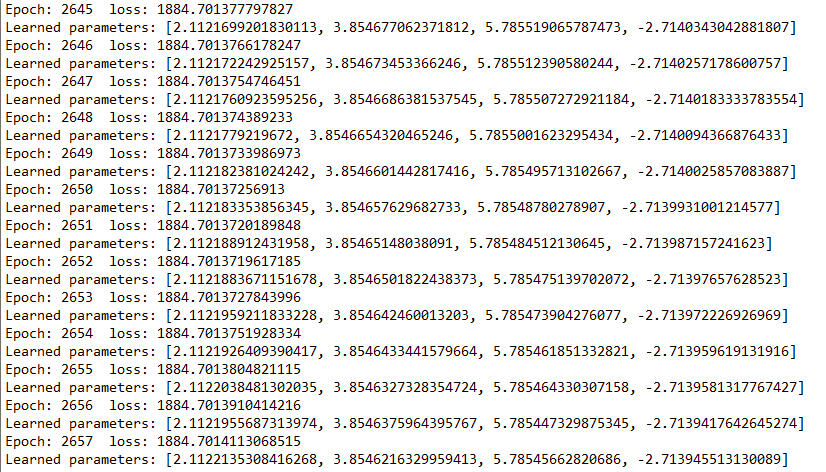 Epoch: 2645  loss: 1884.701377797827
Learned parameters: [2.1121699201830113, 3.854677062371812, 5.785519065787473, -2.7140343042881807]
Epoch: 2646  loss: 1884.7013766178247
Learned parameters: [2.112172242925157, 3.854673453366246, 5.785512390580244, -2.7140257178600757]
Epoch: 2647  loss: 1884.7013754746451
Learned parameters: [2.1121760923595256, 3.8546686381537545, 5.785507272921184, -2.7140183333783554]
Epoch: 2648  loss: 1884.701374389233
Learned parameters: [2.1121779219672, 3.8546654320465246, 5.7855001623295434, -2.7140094366876433]
Epoch: 2649  loss: 1884.7013733986973
Learned parameters: [2.112182381024242, 3.8546601442817416, 5.785495713102667, -2.7140025857083887]
Epoch: 2650  loss: 1884.70137256913
Learned parameters: [2.112183353856345, 3.854657629682733, 5.78548780278907, -2.7139931001214577]
Epoch: 2651  loss: 1884.7013720189848
Learned parameters: [2.112188912431958, 3.85465148038091, 5.785484512130645, -2.713987157241623]
Epoch: 2652  loss: 1884.7013719617185
Learned parameters: [2.1121883671151678, 3.8546501822438373, 5.785475139702072, -2.71397657628523]
Epoch: 2653  loss: 1884.7013727843996
Learned parameters: [2.1121959211833228, 3.854642460013203, 5.785473904276077, -2.713972226926969]
Epoch: 2654  loss: 1884.7013751928334
Learned parameters: [2.1121926409390417, 3.8546433441579664, 5.785461851332821, -2.713959619131916]
Epoch: 2655  loss: 1884.7013804821115
Learned parameters: [2.1122038481302035, 3.8546327328354724, 5.785464330307158, -2.7139581317767427]
Epoch: 2656  loss: 1884.7013910414216
Learned parameters: [2.1121955687313974, 3.8546375964395767, 5.785447329875345, -2.7139417642645274]
Epoch: 2657  loss: 1884.7014113068515
Learned parameters: [2.1122135308416268, 3.8546216329959413, 5.78545662820686, -2.713945513130089]